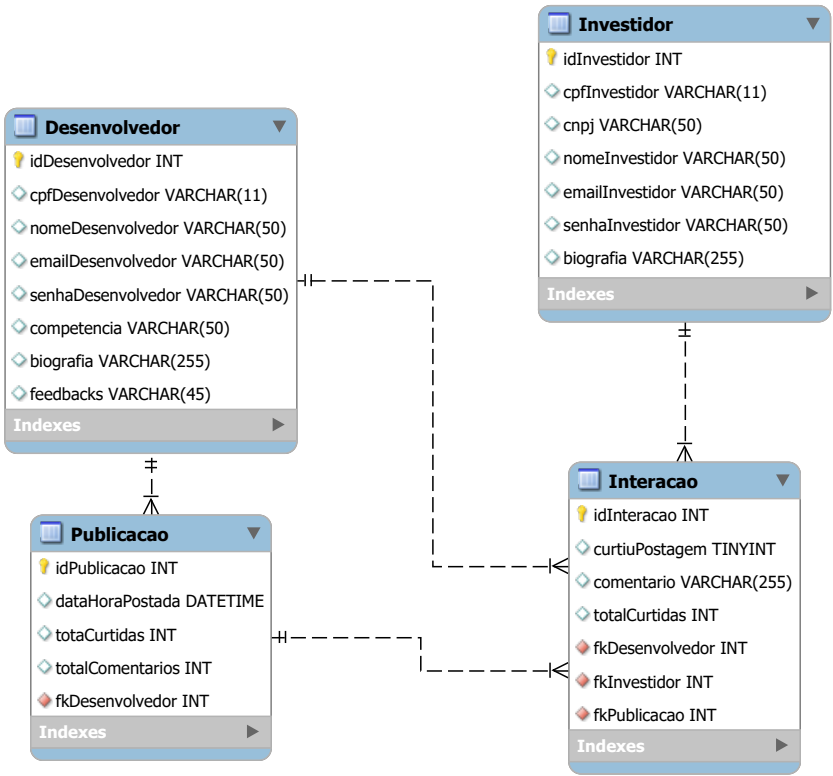 Investidor
idInvestidor INT
cpfInvestidor VARCHAR(11)
cnpj VARCHAR(50)
nomeInvestidor VARCHAR(50)
emailInvestidor VARCHAR(50)
senhaInvestidor VARCHAR(50)
biografia VARCHAR(255)
Indexes
Desenvolvedor
idDesenvolvedor INT
cpfDesenvolvedor VARCHAR(11)
nomeDesenvolvedor VARCHAR(50)
emailDesenvolvedor VARCHAR(50)
senhaDesenvolvedor VARCHAR(50)
competencia VARCHAR(50)
biografia VARCHAR(255)
feedbacks VARCHAR(45)
Indexes
Publicacao
idPublicacao INT
dataHoraPostada DATETIME
totaCurtidas INT
totalComentarios INT
fkDesenvolvedor INT
Indexes
Interacao
idInteracao INT
curtiuPostagem TINYINT
comentario VARCHAR(255)
totalCurtidas INT
fkDesenvolvedor INT
fkInvestidor INT
fkPublicacao INT
Indexes